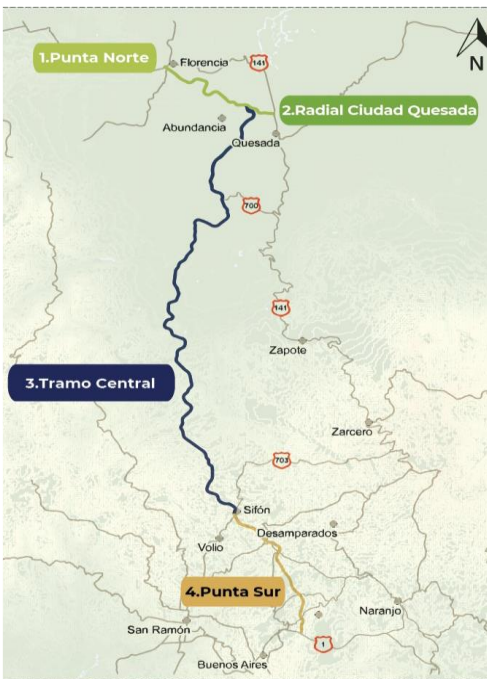 1.Punta Norte
Florencia
141
N
2.Radial Ciudad Quesada
Abundancia
Quesada
700
141
Zapote
3.Tramo Central
Zarcero
703
Sifón
Desamparados
Volio
4.Punta Sur
Naranjo
San Ramón
1
Buenos Aires